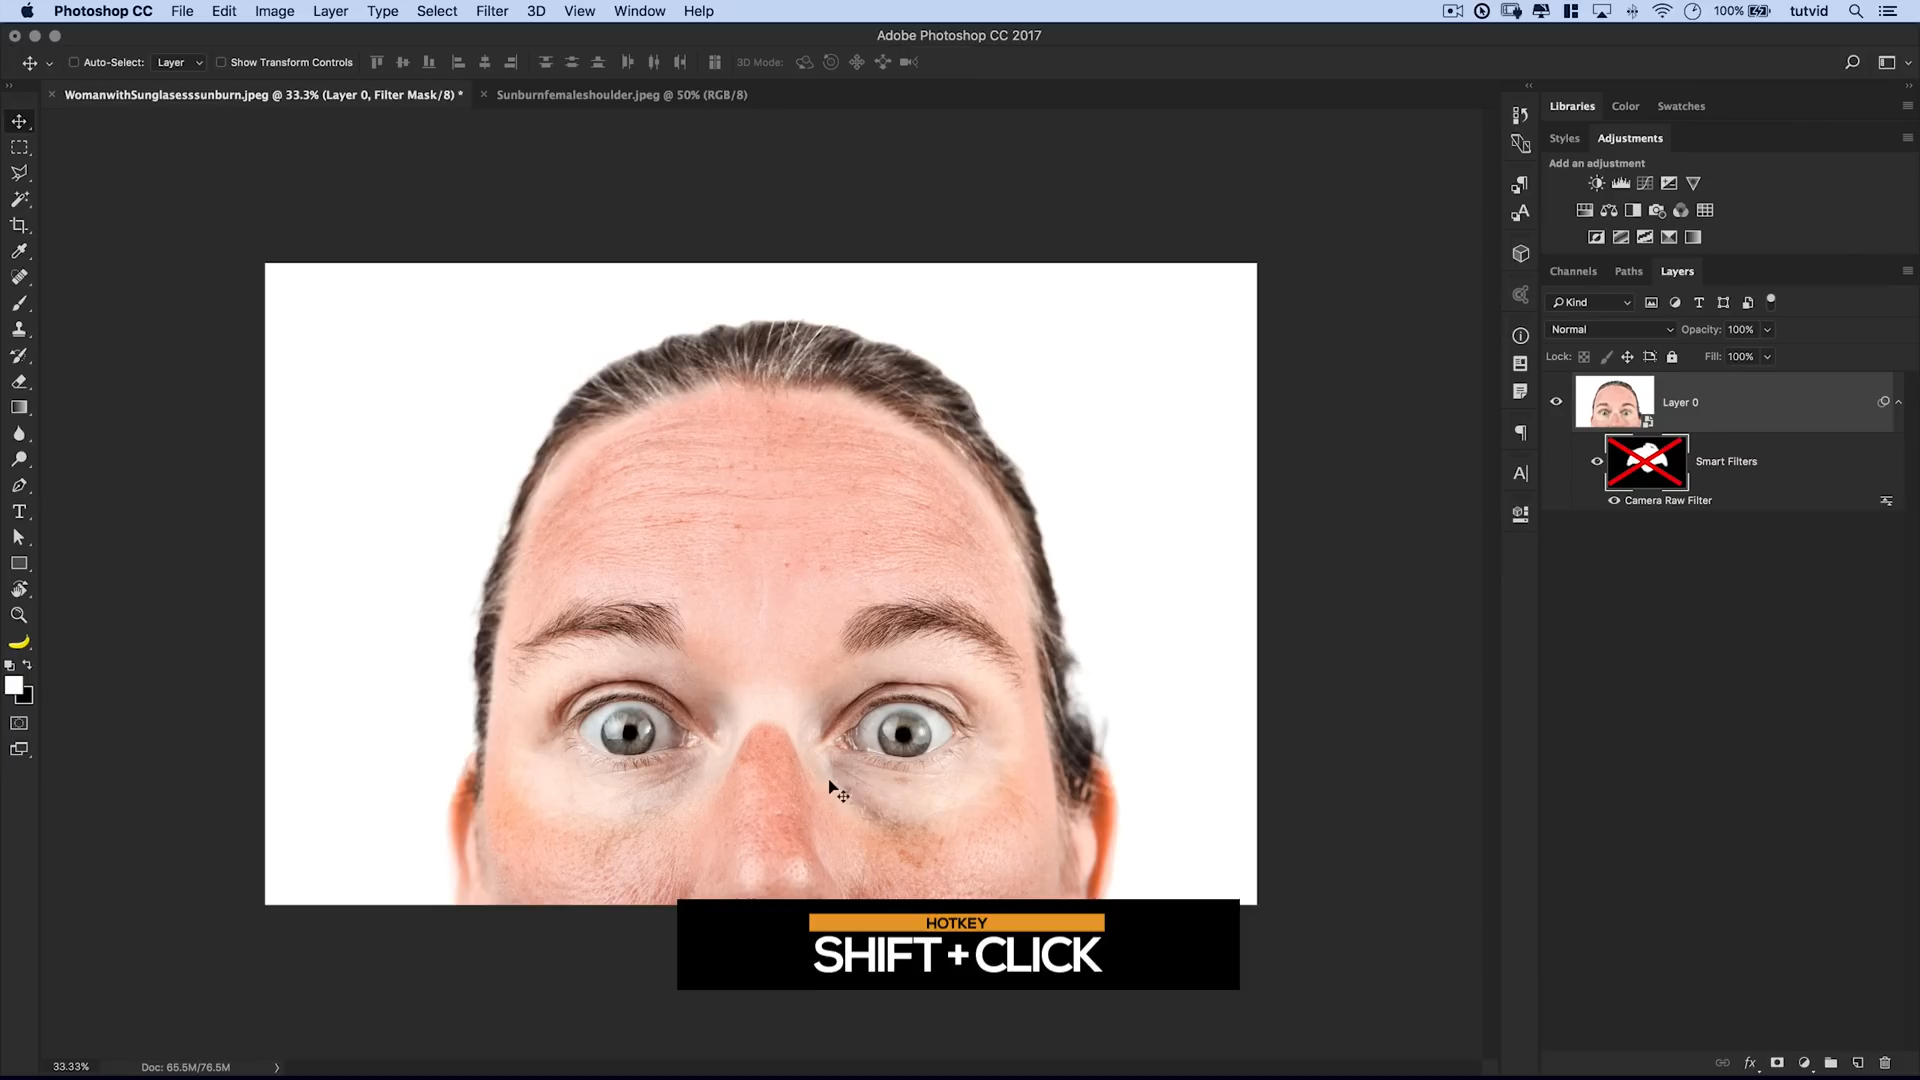 Photoshop CC File Edit Image Layer Type Select Filter 3D View Window Help 100% tutvid
Adobe Photoshop CC 2017
Auto-Select: Layer Show Transform Controls 3D Mode:
WomanwithSunglasesssunburn.jpeg @ 33.3% (Layer 0, Filter Mask/8) * Sunburnfemaleshoulder.jpeg @ 50% (RGB/8)
Libraries Color Swatches
Styles Adjustments
Add an adjustment
Channels Paths Layers
Kind
Normal Opacity: 100%
Lock: Fill: 100%
Layer 0
Smart Filters
Camera Raw Filter
HOTKEY
SHIFT + CLICK
33.33% Doc: 65.5M/76.5M